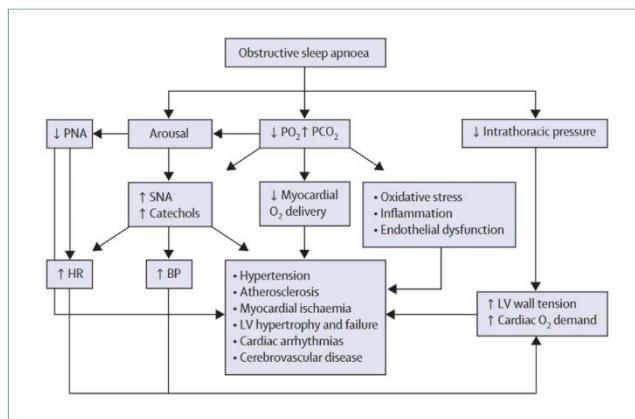 Obstructive sleep apnoea
↓ PNA
Arousal
↓ PO₂↑ PCO₂
↓ Intrathoracic pressure
↑ SNA
↑ Catechols
↓ Myocardial
O₂ delivery
• Oxidative stress
• Inflammation
• Endothelial dysfunction
↑ HR
↑ BP
• Hypertension
• Atherosclerosis
• Myocardial ischaemia
• LV hypertrophy and failure
• Cardiac arrhythmias
• Cerebrovascular disease
↑ LV wall tension
↑ Cardiac O₂ demand